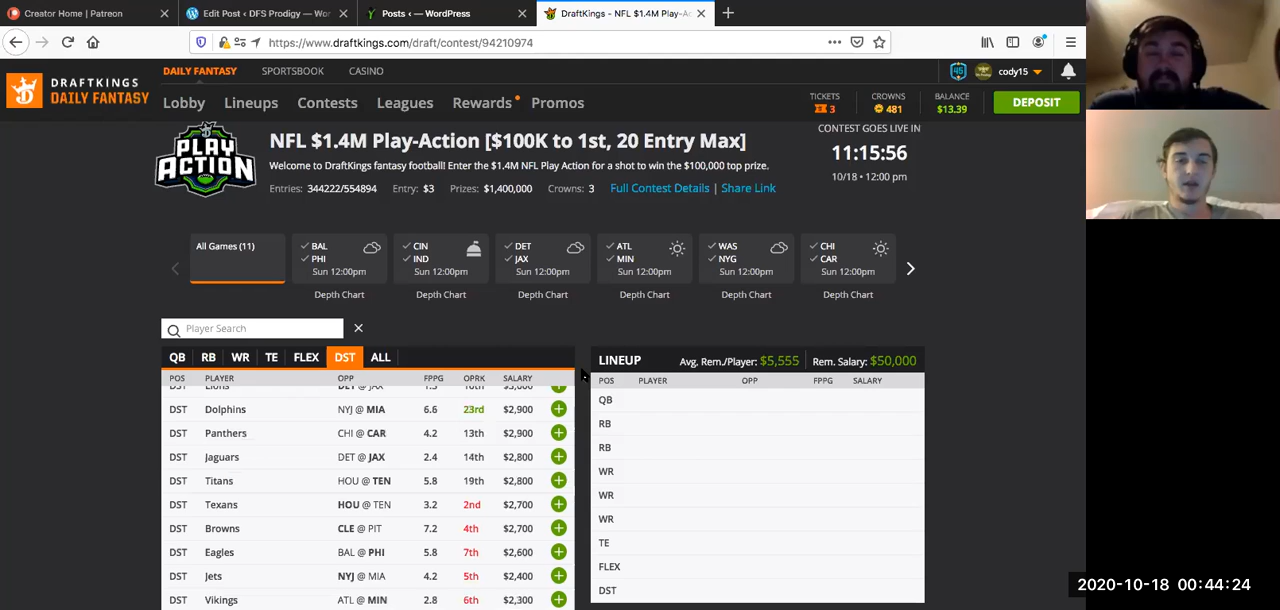 Creator Home | Patreon
Edit Post ‹ DFS Prodigy — Wor
Posts ‹ — WordPress
DraftKings - NFL $1.4M Play-Ac
https://www.draftkings.com/draft/contest/94210974
DRAFTKINGS
DAILY FANTASY
DAILY FANTASY SPORTSBOOK CASINO
cody15
Lobby Lineups Contests Leagues Rewards Promos
TICKETS CROWNS BALANCE
3 481 $13.39
DEPOSIT
PLAY ACTION
NFL $1.4M Play-Action [$100K to 1st, 20 Entry Max]
Welcome to DraftKings fantasy football! Enter the $1.4M NFL Play Action for a shot to win the $100,000 top prize.
Entries: 344222/554894 Entry: $3 Prizes: $1,400,000 Crowns: 3 Full Contest Details | Share Link
CONTEST GOES LIVE IN
11:15:56
10/18 • 12:00 pm
All Games (11)
BAL
PHI
Sun 12:00pm
Depth Chart
CIN
IND
Sun 12:00pm
Depth Chart
DET
JAX
Sun 12:00pm
Depth Chart
ATL
MIN
Sun 12:00pm
Depth Chart
WAS
NYG
Sun 12:00pm
Depth Chart
CHI
CAR
Sun 12:00pm
Depth Chart
Player Search
QB RB WR TE FLEX DST ALL
POS PLAYER OPP FPPG OPRK SALARY
DST Dolphins NYJ @ MIA 6.6 23rd $2,900
DST Panthers CHI @ CAR 4.2 13th $2,900
DST Jaguars DET @ JAX 2.4 14th $2,800
DST Titans HOU @ TEN 5.8 19th $2,800
DST Texans HOU @ TEN 3.2 2nd $2,700
DST Browns CLE @ PIT 7.2 4th $2,700
DST Eagles BAL @ PHI 5.8 7th $2,600
DST Jets NYJ @ MIA 4.2 5th $2,400
DST Vikings ATL @ MIN 2.8 6th $2,300
LINEUP Avg. Rem./Player: $5,555 Rem. Salary: $50,000
POS PLAYER OPP FPPG SALARY
QB
RB
RB
WR
WR
WR
TE
FLEX
DST
2020-10-18 00:44:24